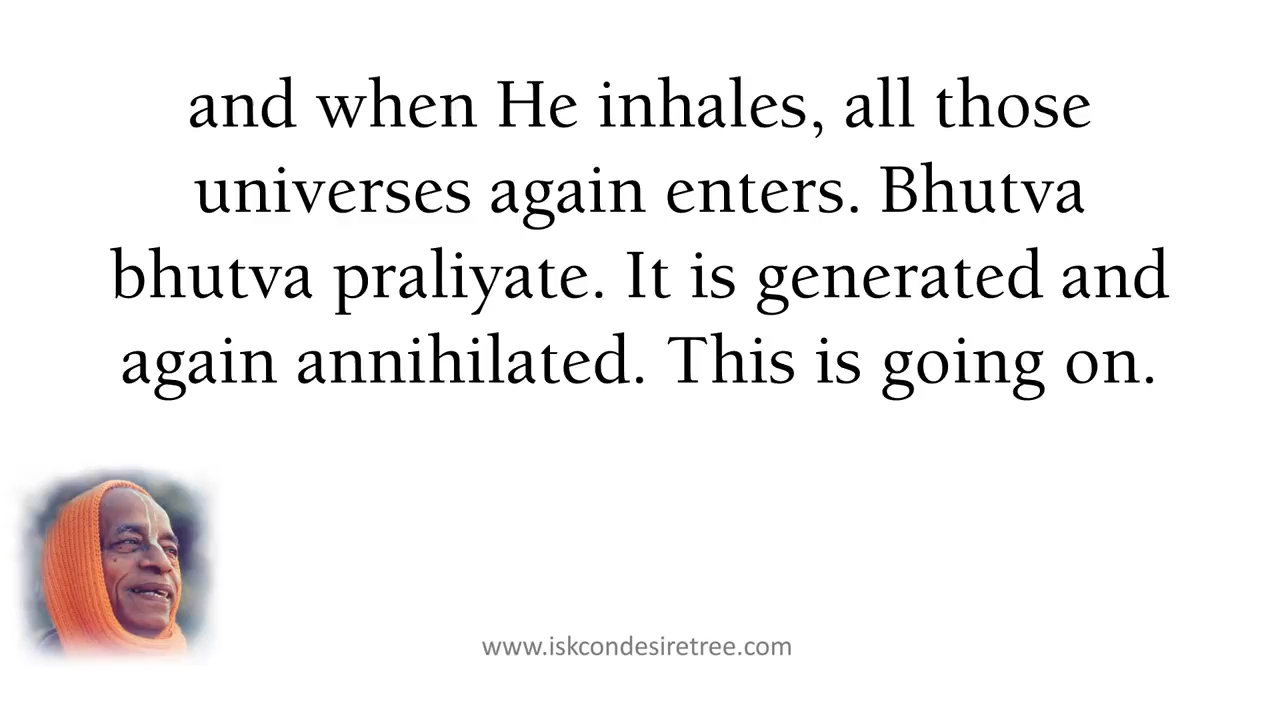 and when He inhales, all those
universes again enters. Bhutva
bhutva praliyate. It is generated and
again annihilated. This is going on.
www.iskcondesiretree.com